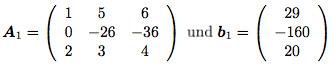 A₁ = ( 1 5 6 ; 0 −26 −36 ; 2 3 4 ) und b₁ = ( 29 ; −160 ; 20 )